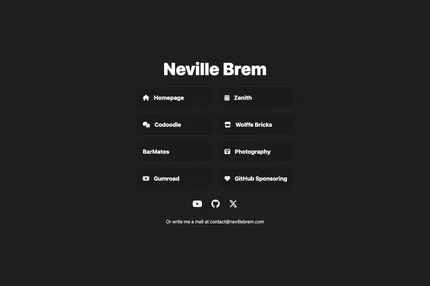 Neville Brem
Homepage
Zenith
Codoodle
Wolffe Bricks
BarMates
Photography
Gumroad
GitHub Sponsoring
Or write me a mail at contact@nevillebrem.com